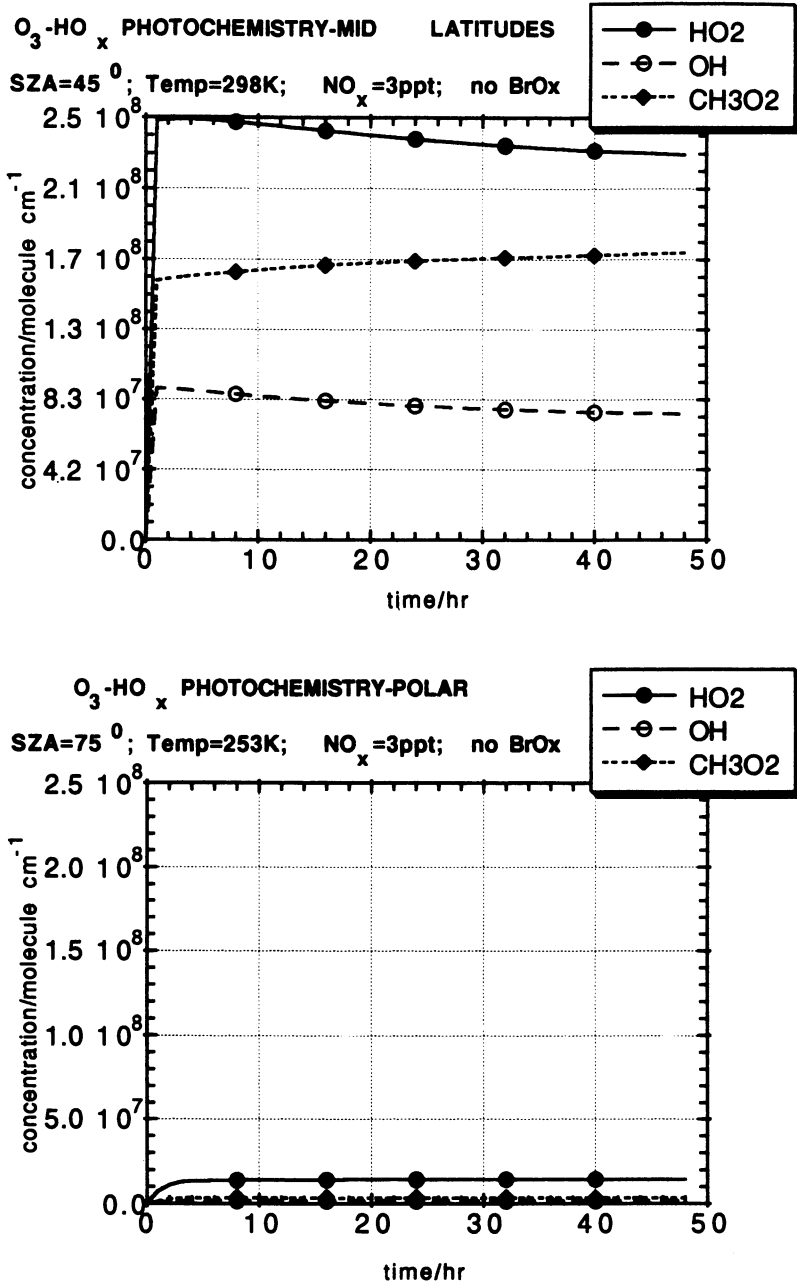 O3-HO x PHOTOCHEMISTRY-MID LATITUDES
SZA=45 0; Temp=298K; NOx=3ppt; no BrOx
HO2
OH
CH3O2
2.5 10^8
2.1 10^8
1.7 10^8
1.3 10^8
8.3 10^7
4.2 10^7
0.0
concentration/molecule cm-1
0 10 20 30 40 50
time/hr
O3-HO x PHOTOCHEMISTRY-POLAR
SZA=75 0; Temp=253K; NOx=3ppt; no BrOx
HO2
OH
CH3O2
2.5 10^8
2.0 10^8
1.5 10^8
1.0 10^8
5.0 10^7
0.0
concentration/molecule cm-1
0 10 20 30 40 50
time/hr